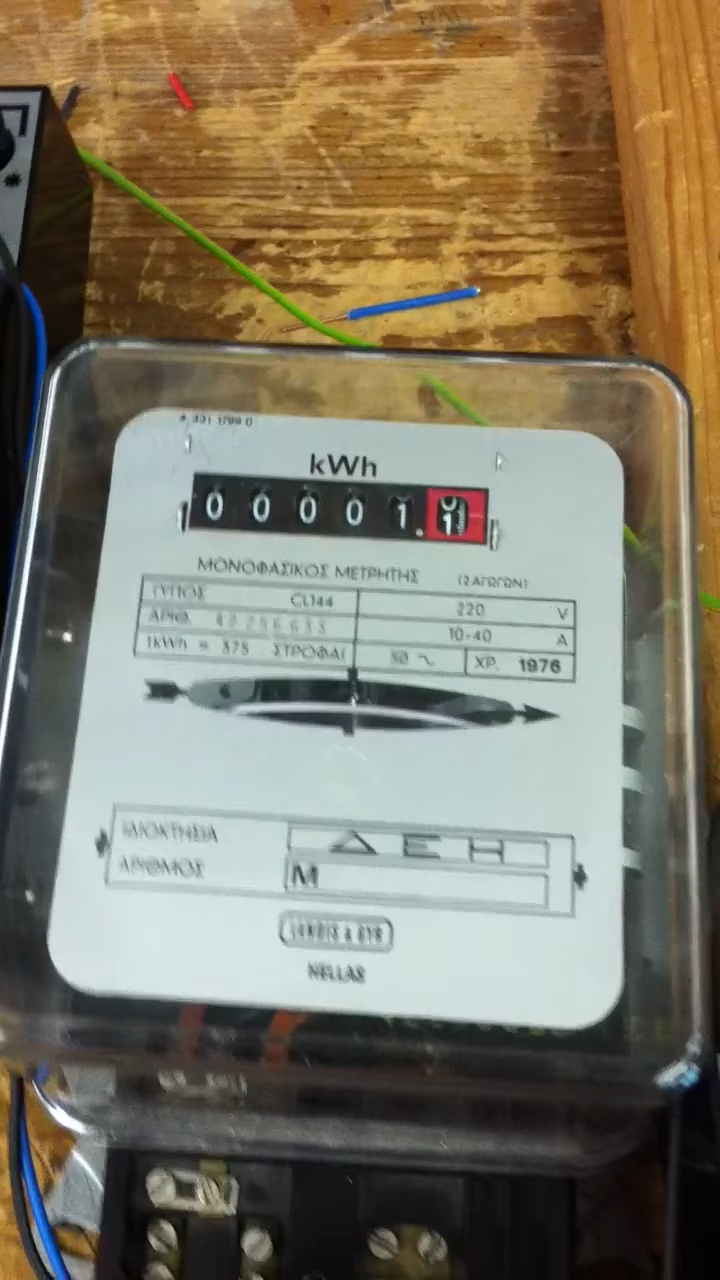 kWh
0 0 0 0 1.
ΜΟΝΟΦΑΣΙΚΟΣ ΜΕΤΡΗΤΗΣ (2 ΑΓΩΓΩΝ)
ΤΥΠΟΣ CL144 220 V
ΑΡΙΘ. 10-40 A
1kWh = 375 ΣΤΡΟΦΑΙ 50 ~ ΧΡ. 1976
ΙΔΙΟΚΤΗΣΙΑ Δ Ε Η
ΑΡΙΘΜΟΣ M
LANDIS & GYR
HELLAS